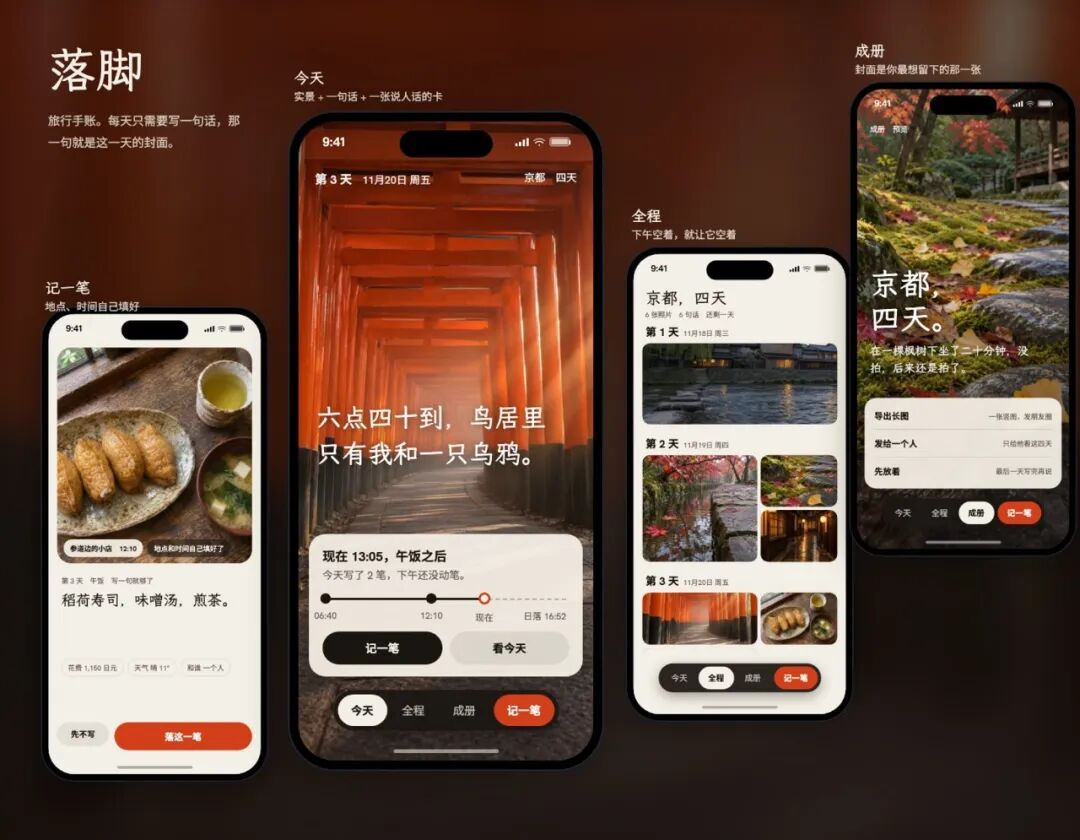 落脚
旅行手账。每天只需要写一句话，那
一句就是这一天的封面。
记一笔
地点、时间自己填好
9:41
参道边的小店 12:10
地点和时间自己填好了
第 3 天 午饭 写一句就够了
稻荷寿司，味噌汤，煎茶。
花费 1,150 日元
天气 晴 11°
和谁 一个人
先不写
落这一笔
今天
实景 + 一句话 + 一张说人话的卡
9:41
第 3 天 11月20日 周五
京都 四天
六点四十到，鸟居里
只有我和一只乌鸦。
现在 13:05，午饭之后
今天写了 2 笔，下午还没动笔。
06:40 12:10 现在 日落 16:52
记一笔 看今天
今天 全程 成册 记一笔
全程
下午空着，就让它空着
9:41
京都，四天
6 张照片 6 句话 还剩一天
第 1 天 11月18日 周三
第 2 天 11月19日 周四
第 3 天 11月20日 周五
今天 全程 成册 记一笔
成册
封面是你最想留下的那一张
9:41
成册 预览
京都，
四天。
在一棵枫树下坐了二十分钟，没
拍，后来还是拍了。
导出长图 一张竖图，发朋友圈
发给一个人 只给他看这四天
先放着 最后一天写完再说
今天 全程 成册 记一笔